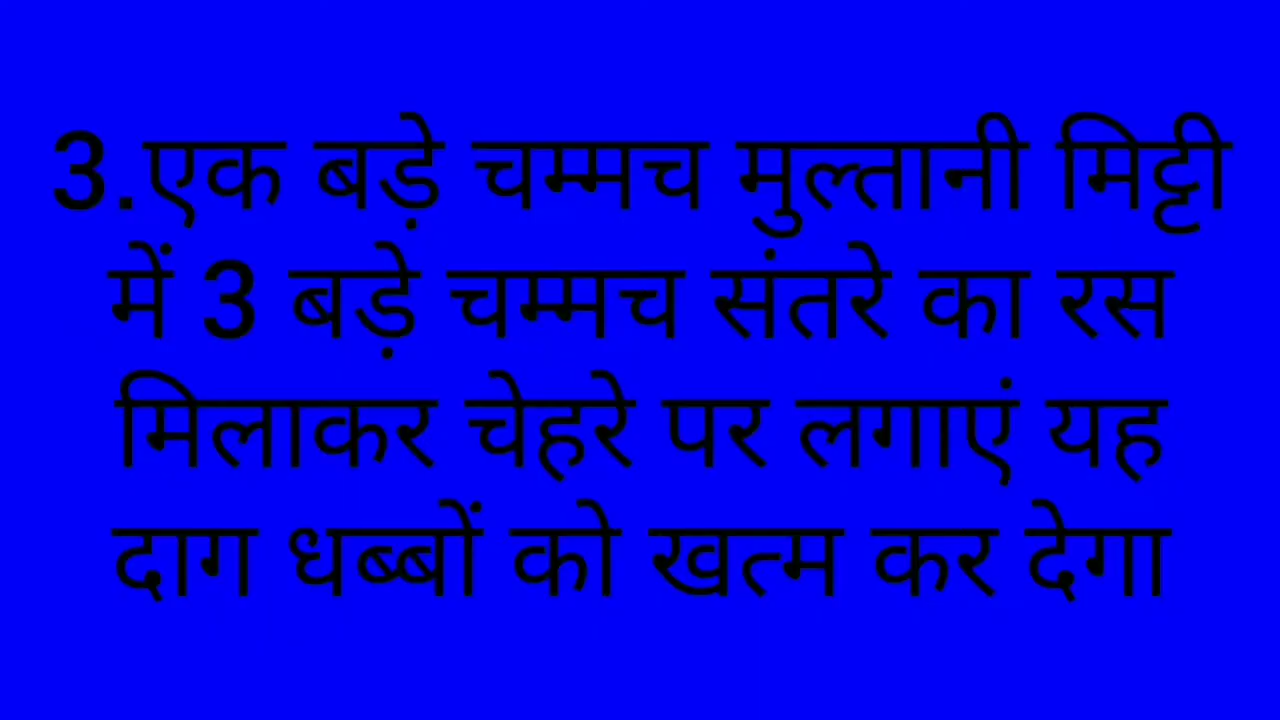 3.एक बड़े चम्मच मुल्तानी मिट्टी
में 3 बड़े चम्मच संतरे का रस
मिलाकर चेहरे पर लगाएं यह
दाग धब्बों को खत्म कर देगा